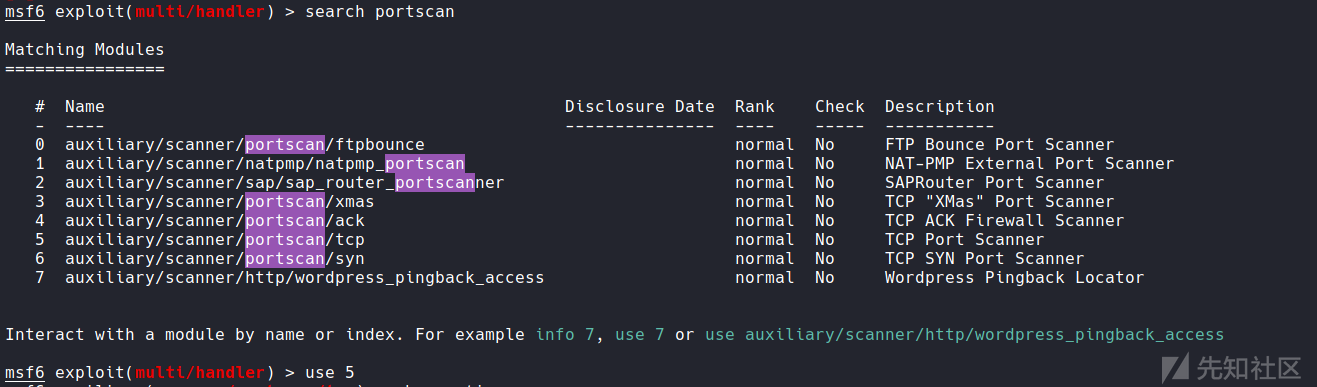 msf6 exploit(multi/handler) > search portscan
Matching Modules
================
# Name Disclosure Date Rank Check Description
- ---- --------------- ---- ----- -----------
0 auxiliary/scanner/portscan/ftpbounce normal No FTP Bounce Port Scanner
1 auxiliary/scanner/natpmp/natpmp_portscan normal No NAT-PMP External Port Scanner
2 auxiliary/scanner/sap/sap_router_portscanner normal No SAPRouter Port Scanner
3 auxiliary/scanner/portscan/xmas normal No TCP "XMas" Port Scanner
4 auxiliary/scanner/portscan/ack normal No TCP ACK Firewall Scanner
5 auxiliary/scanner/portscan/tcp normal No TCP Port Scanner
6 auxiliary/scanner/portscan/syn normal No TCP SYN Port Scanner
7 auxiliary/scanner/http/wordpress_pingback_access normal No Wordpress Pingback Locator
Interact with a module by name or index. For example info 7, use 7 or use auxiliary/scanner/http/wordpress_pingback_access
msf6 exploit(multi/handler) > use 5
先知社区